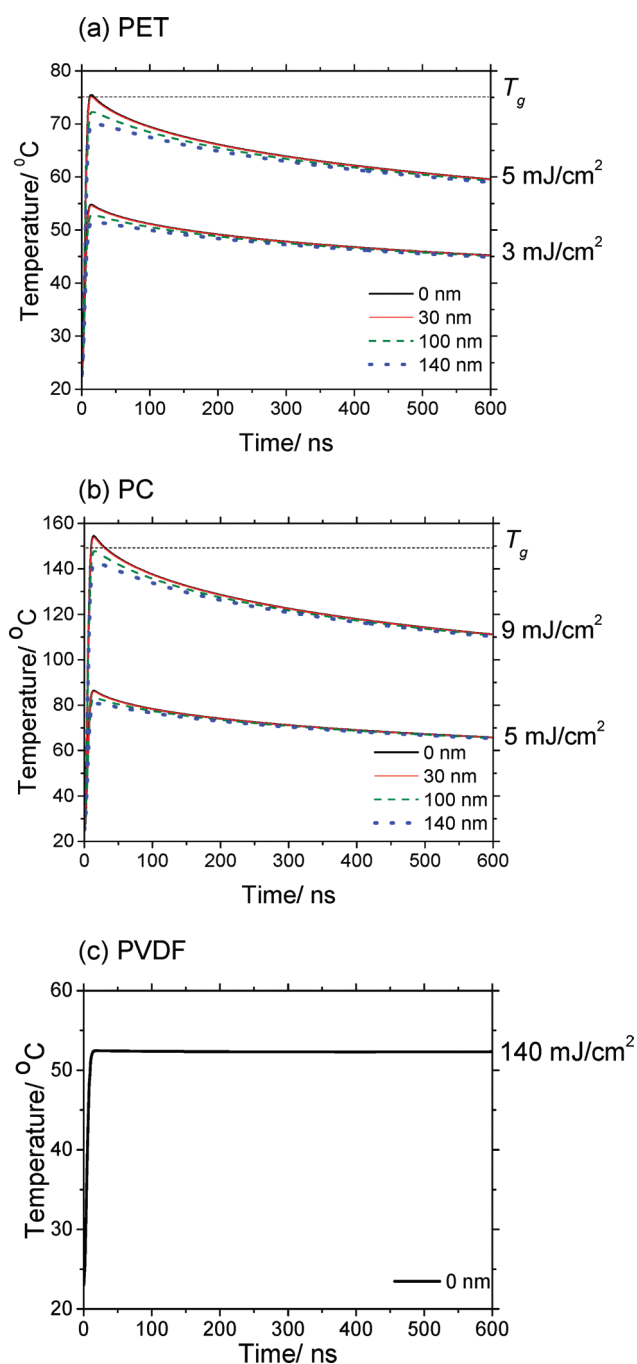 (a) PET
80
70
60
50
40
30
20
Temperature/ ⁰C
T_g
5 mJ/cm²
3 mJ/cm²
0 nm
30 nm
100 nm
140 nm
0 100 200 300 400 500 600
Time/ ns
(b) PC
160
140
120
100
80
60
40
20
Temperature/ ºC
T_g
9 mJ/cm²
5 mJ/cm²
0 nm
30 nm
100 nm
140 nm
0 100 200 300 400 500 600
Time/ ns
(c) PVDF
60
50
40
30
20
Temperature/ ºC
140 mJ/cm²
0 nm
0 100 200 300 400 500 600
Time/ ns